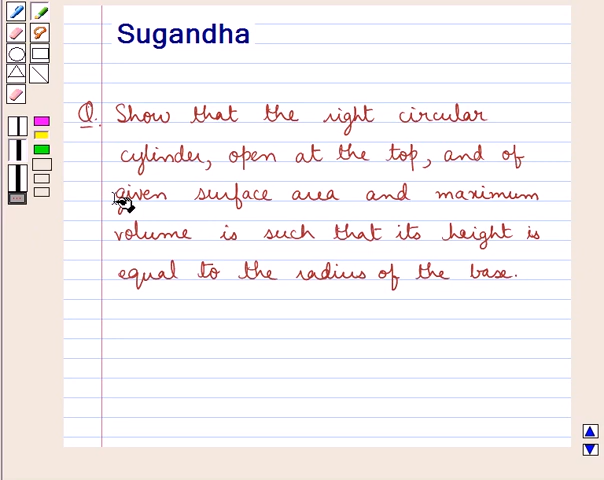 Sugandha
Q. Show that the right circular
cylinder, open at the top, and of
given surface area and maximum
volume is such that its height is
equal to the radius of the base.